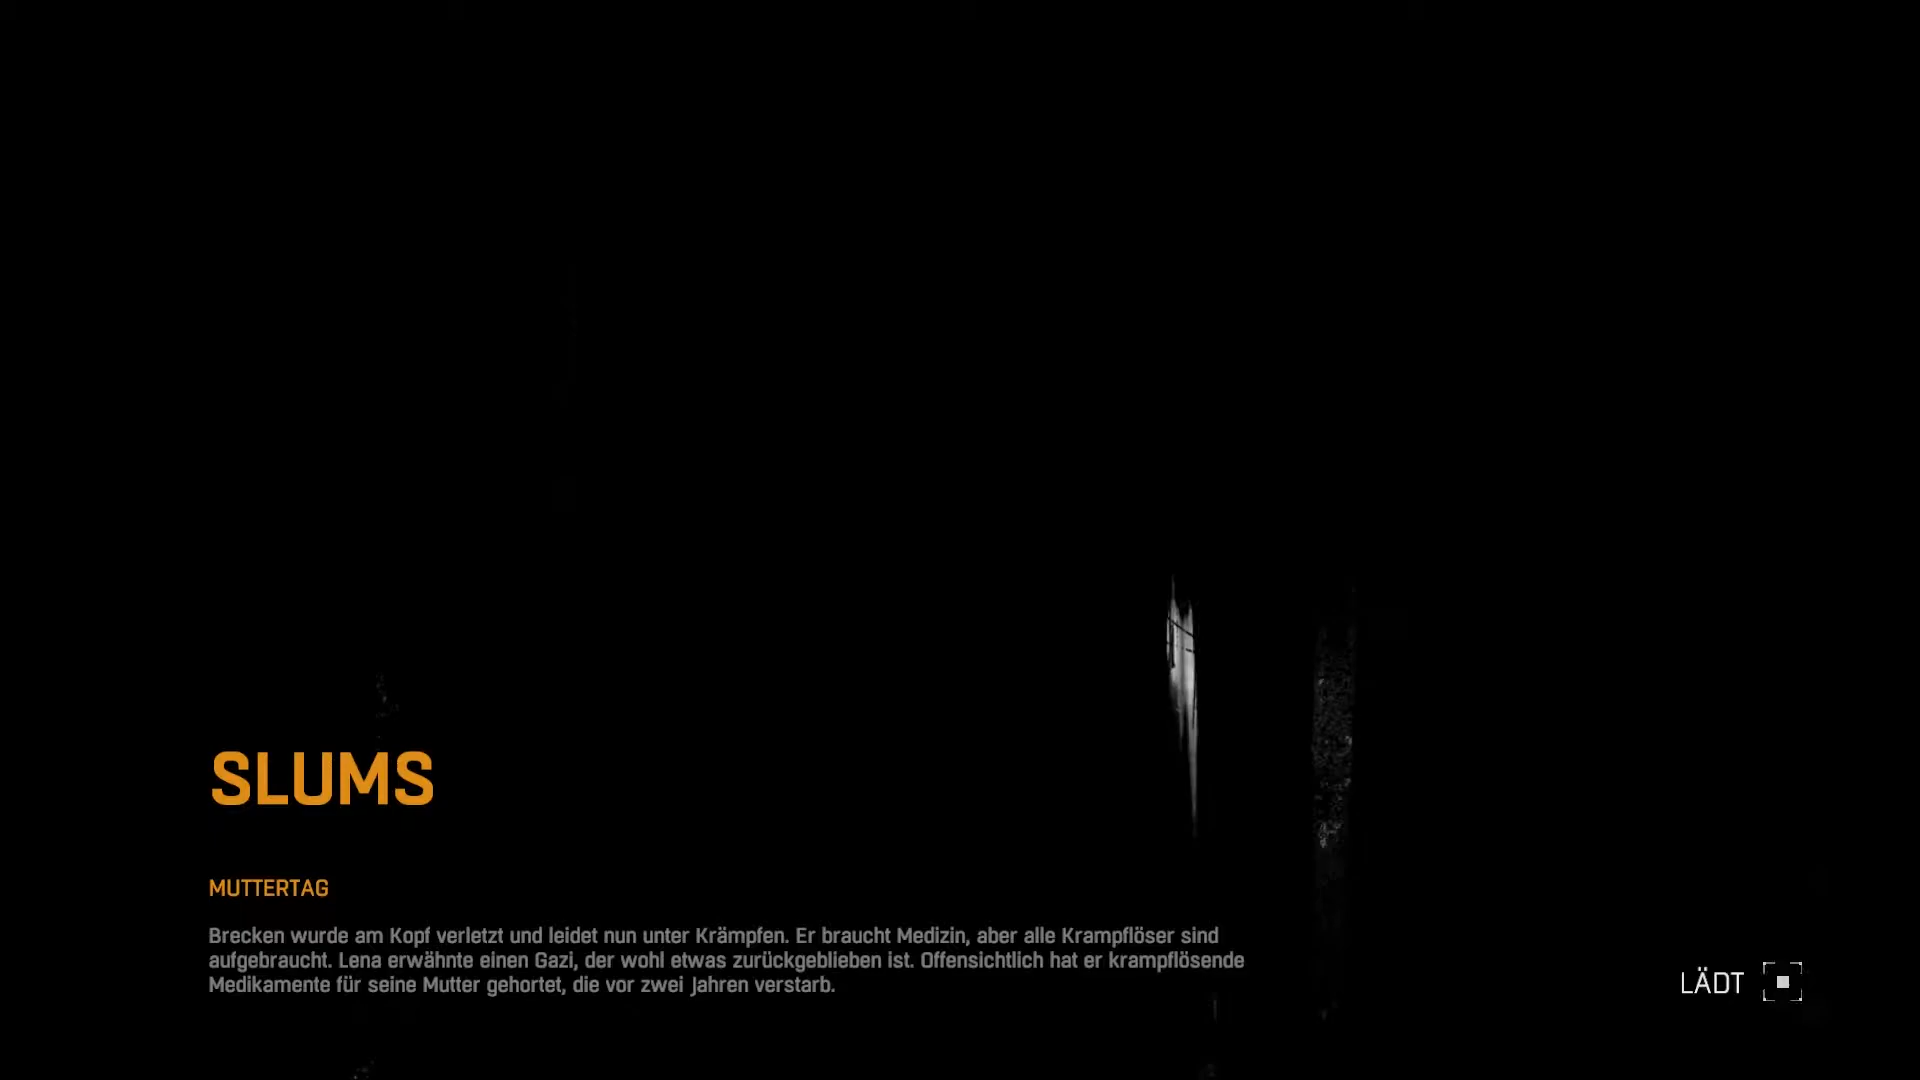 SLUMS
MUTTERTAG
Brecken wurde am Kopf verletzt und leidet nun unter Krämpfen. Er braucht Medizin, aber alle Krampflöser sind
aufgebraucht. Lena erwähnte einen Gazi, der wohl etwas zurückgeblieben ist. Offensichtlich hat er krampflösende
Medikamente für seine Mutter gehortet, die vor zwei Jahren verstarb.
LÄDT